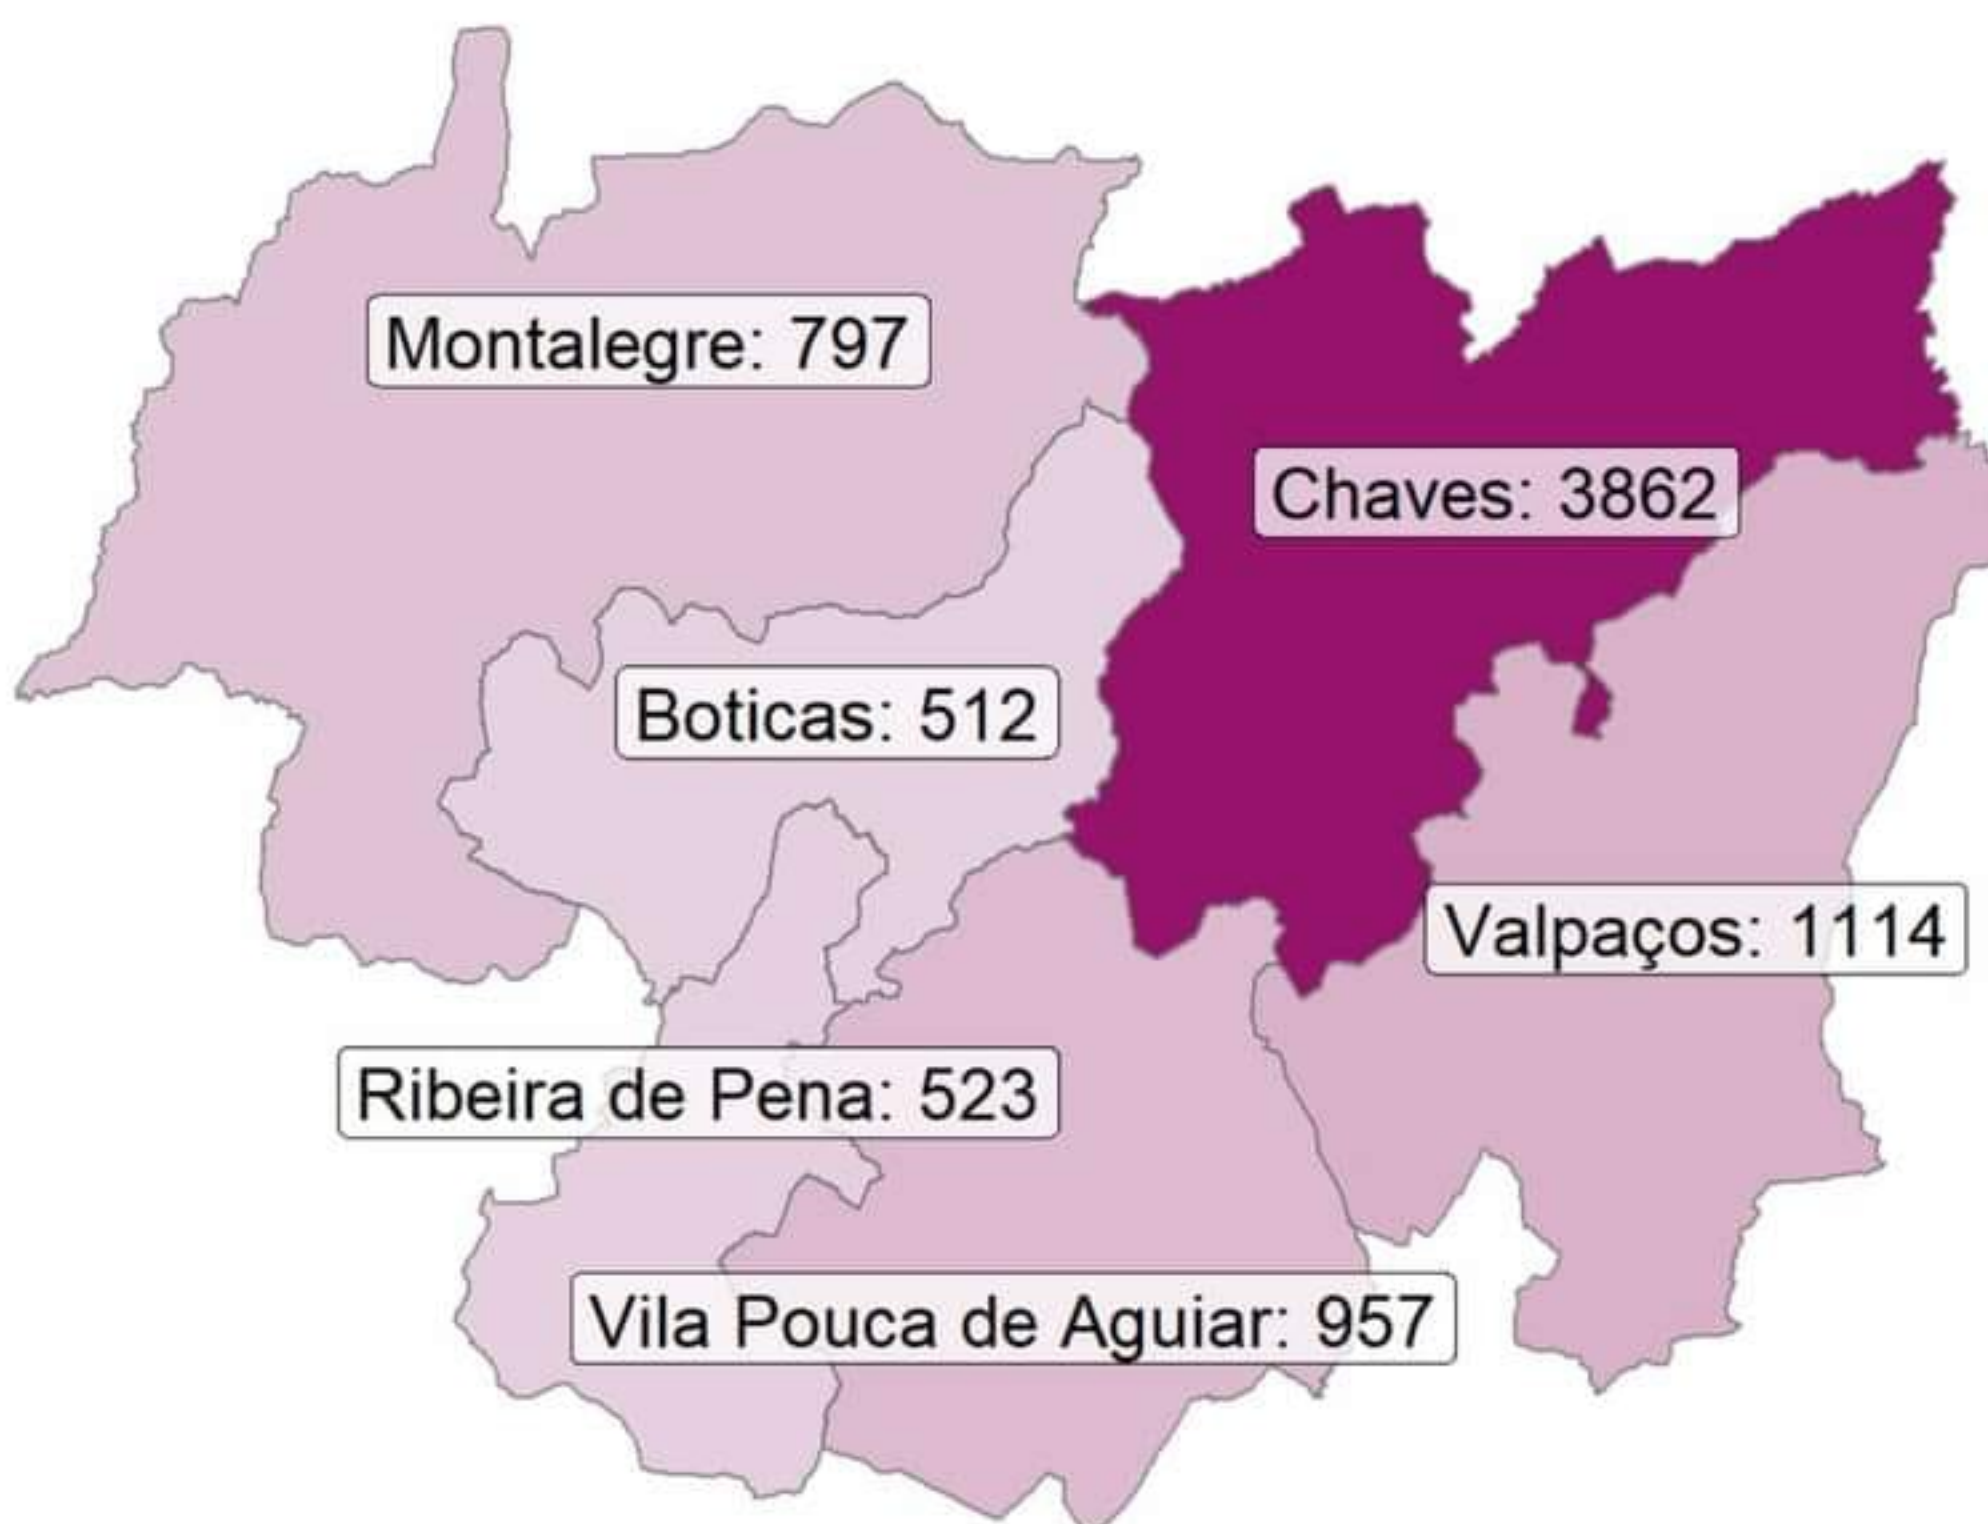 Montalegre: 797
Chaves: 3862
Boticas: 512
Valpaços: 1114
Ribeira de Pena: 523
Vila Pouca de Aguiar: 957